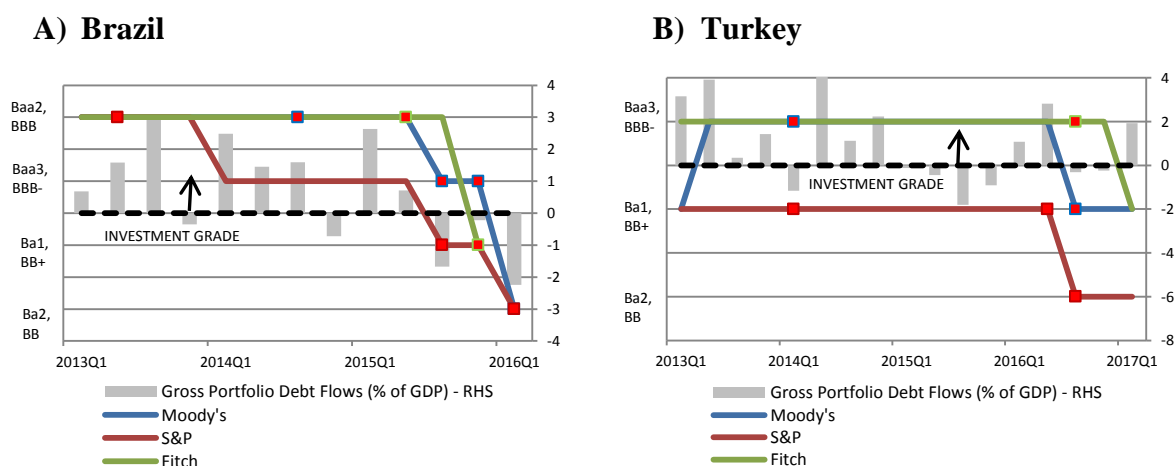 A) Brazil
Baa2,
BBB
Baa3,
BBB-
Ba1,
BB+
Ba2,
BB
4
3
2
1
0
-1
-2
-3
-4
INVESTMENT GRADE
2013Q1 2014Q1 2015Q1 2016Q1
Gross Portfolio Debt Flows (% of GDP) - RHS
Moody's
S&P
Fitch
B) Turkey
Baa3,
BBB-
Ba1,
BB+
Ba2,
BB
4
2
0
-2
-4
-6
-8
INVESTMENT GRADE
2013Q1 2014Q1 2015Q1 2016Q1 2017Q1
Gross Portfolio Debt Flows (% of GDP) - RHS
Moody's
S&P
Fitch